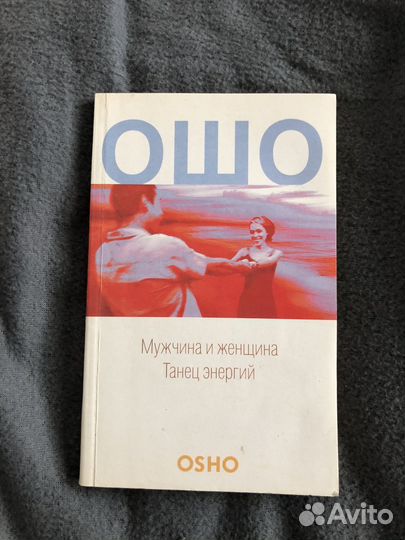 ОШО
Мужчина и женщина
Танец энергий
OSHO
Avito